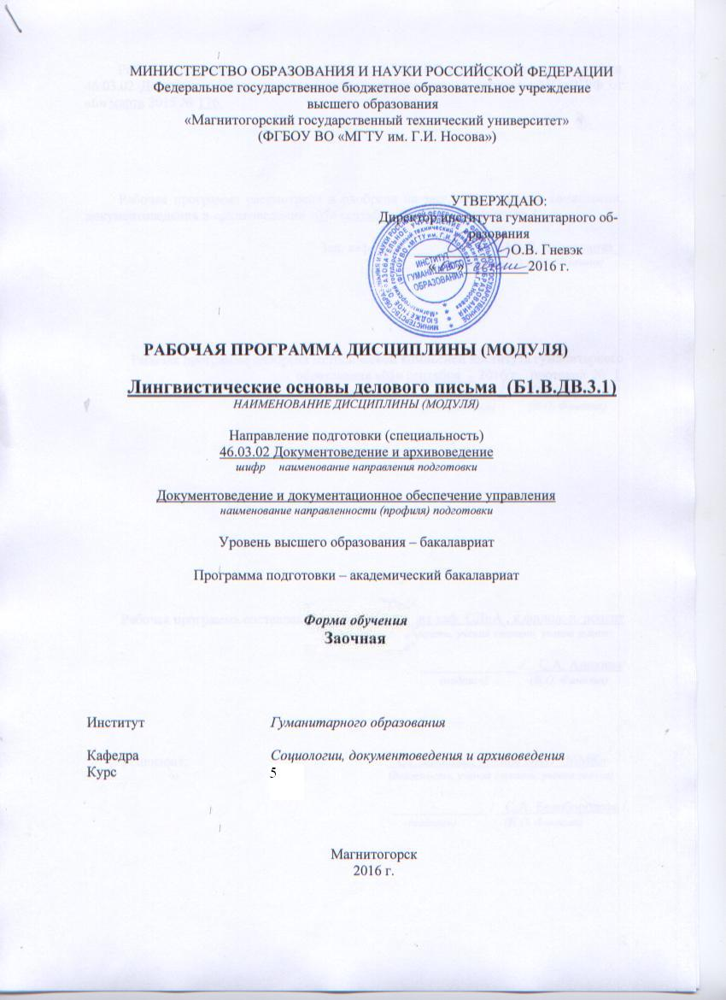 МИНИСТЕРСТВО ОБРАЗОВАНИЯ И НАУКИ РОССИЙСКОЙ ФЕДЕРАЦИИ
Федеральное государственное бюджетное образовательное учреждение
высшего образования
«Магнитогорский государственный технический университет»
(ФГБОУ ВО «МГТУ им. Г.И. Носова»)
УТВЕРЖДАЮ:
Директор института гуманитарного об-
разования
О.В. Гневэк
2016 г.
ИНСТИТУТ
ГУМАНИТАРНОГО
ОБРАЗОВАНИЯ
РАБОЧАЯ ПРОГРАММА ДИСЦИПЛИНЫ (МОДУЛЯ)
Лингвистические основы делового письма (Б1.В.ДВ.3.1)
НАИМЕНОВАНИЕ ДИСЦИПЛИНЫ (МОДУЛЯ)
Направление подготовки (специальность)
46.03.02 Документоведение и архивоведение
шифр наименование направления подготовки
Документоведение и документационное обеспечение управления
наименование направленности (профиля) подготовки
Уровень высшего образования – бакалавриат
Программа подготовки – академический бакалавриат
Форма обучения
Заочная
Институт Гуманитарного образования
Кафедра Социологии, документоведения и архивоведения
Курс 5
Магнитогорск
2016 г.